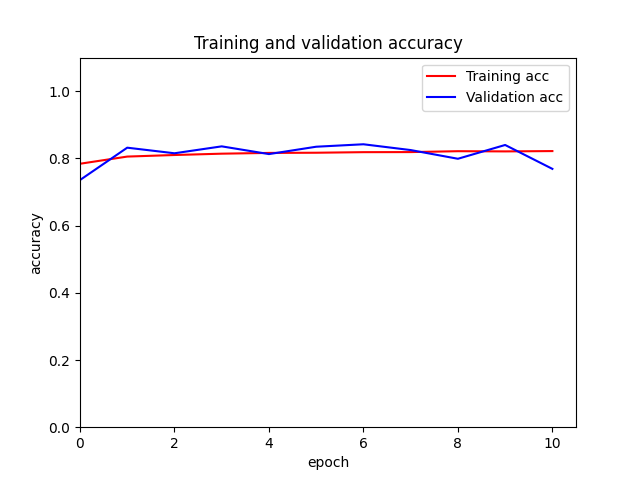 Training and validation accuracy
Training acc
Validation acc
1.0
0.8
0.6
0.4
0.2
0.0
accuracy
0 2 4 6 8 10
epoch